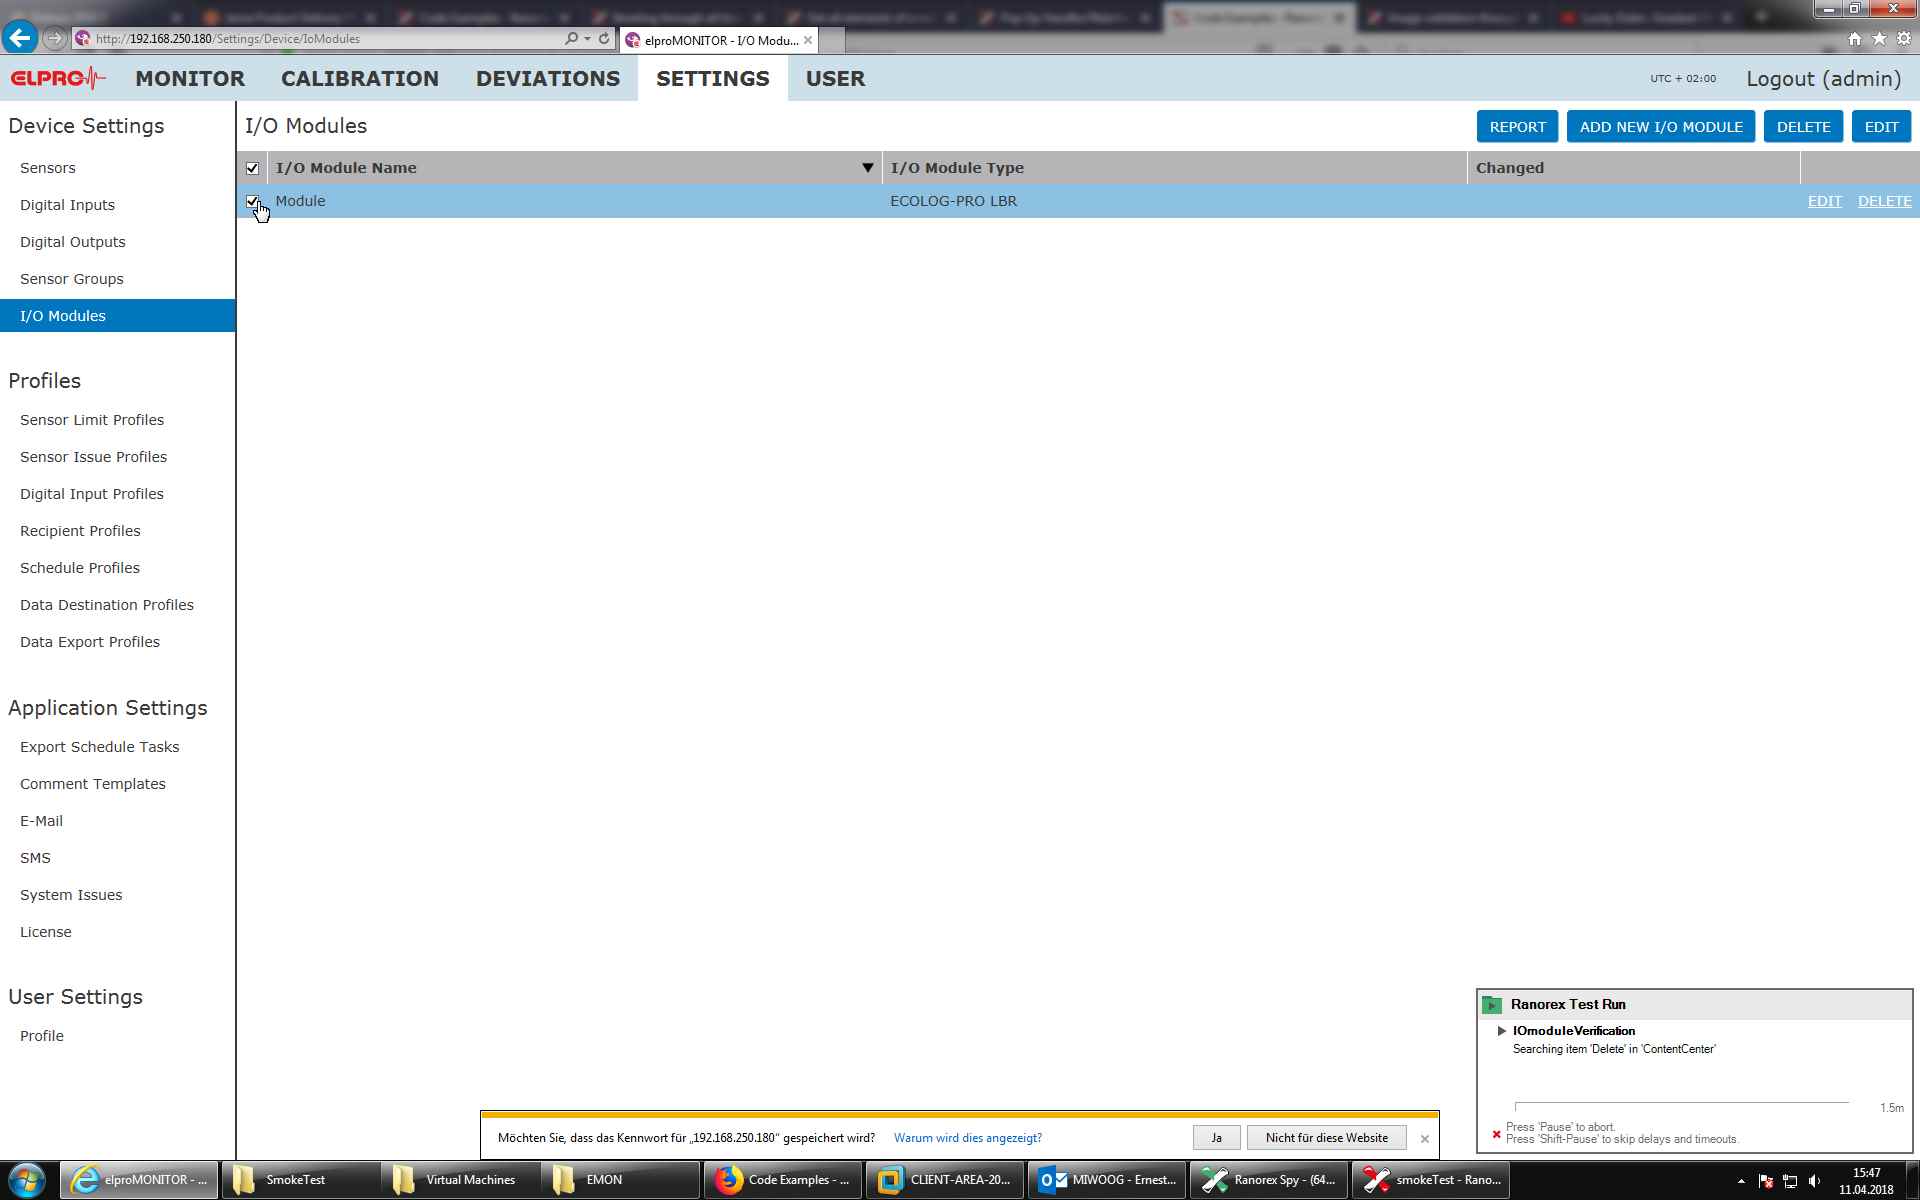 http://192.168.250.180/Settings/Device/IoModules
elproMONITOR - I/O Modu...
ELPRO
MONITOR
CALIBRATION
DEVIATIONS
SETTINGS
USER
UTC + 02:00
Logout (admin)
Device Settings
Sensors
Digital Inputs
Digital Outputs
Sensor Groups
I/O Modules
Profiles
Sensor Limit Profiles
Sensor Issue Profiles
Digital Input Profiles
Recipient Profiles
Schedule Profiles
Data Destination Profiles
Data Export Profiles
Application Settings
Export Schedule Tasks
Comment Templates
E-Mail
SMS
System Issues
License
User Settings
Profile
I/O Modules
REPORT
ADD NEW I/O MODULE
DELETE
EDIT
I/O Module Name
I/O Module Type
Changed
Module
ECOLOG-PRO LBR
EDIT
DELETE
Ranorex Test Run
IOmoduleVerification
Searching item 'Delete' in 'ContentCenter'
1.5m
Press 'Pause' to abort.
Press 'Shift-Pause' to skip delays and timeouts.
Möchten Sie, dass das Kennwort für „192.168.250.180“ gespeichert wird?
Warum wird dies angezeigt?
Ja
Nicht für diese Website
elproMONITOR - ...
SmokeTest
Virtual Machines
EMON
Code Examples - ...
CLIENT-AREA-20...
MIWOOG - Ernest...
Ranorex Spy - (64...
smokeTest - Rano...
15:47
11.04.2018